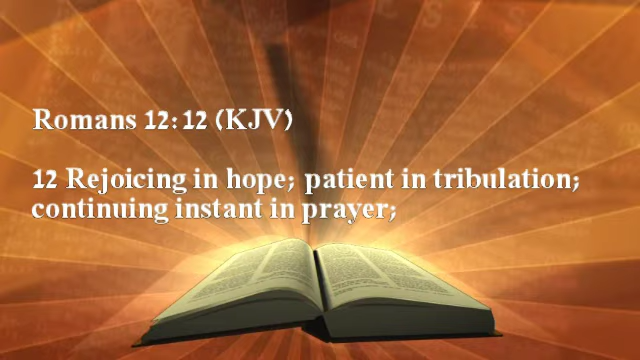 Romans 12:12 (KJV)
12 Rejoicing in hope; patient in tribulation;
continuing instant in prayer;